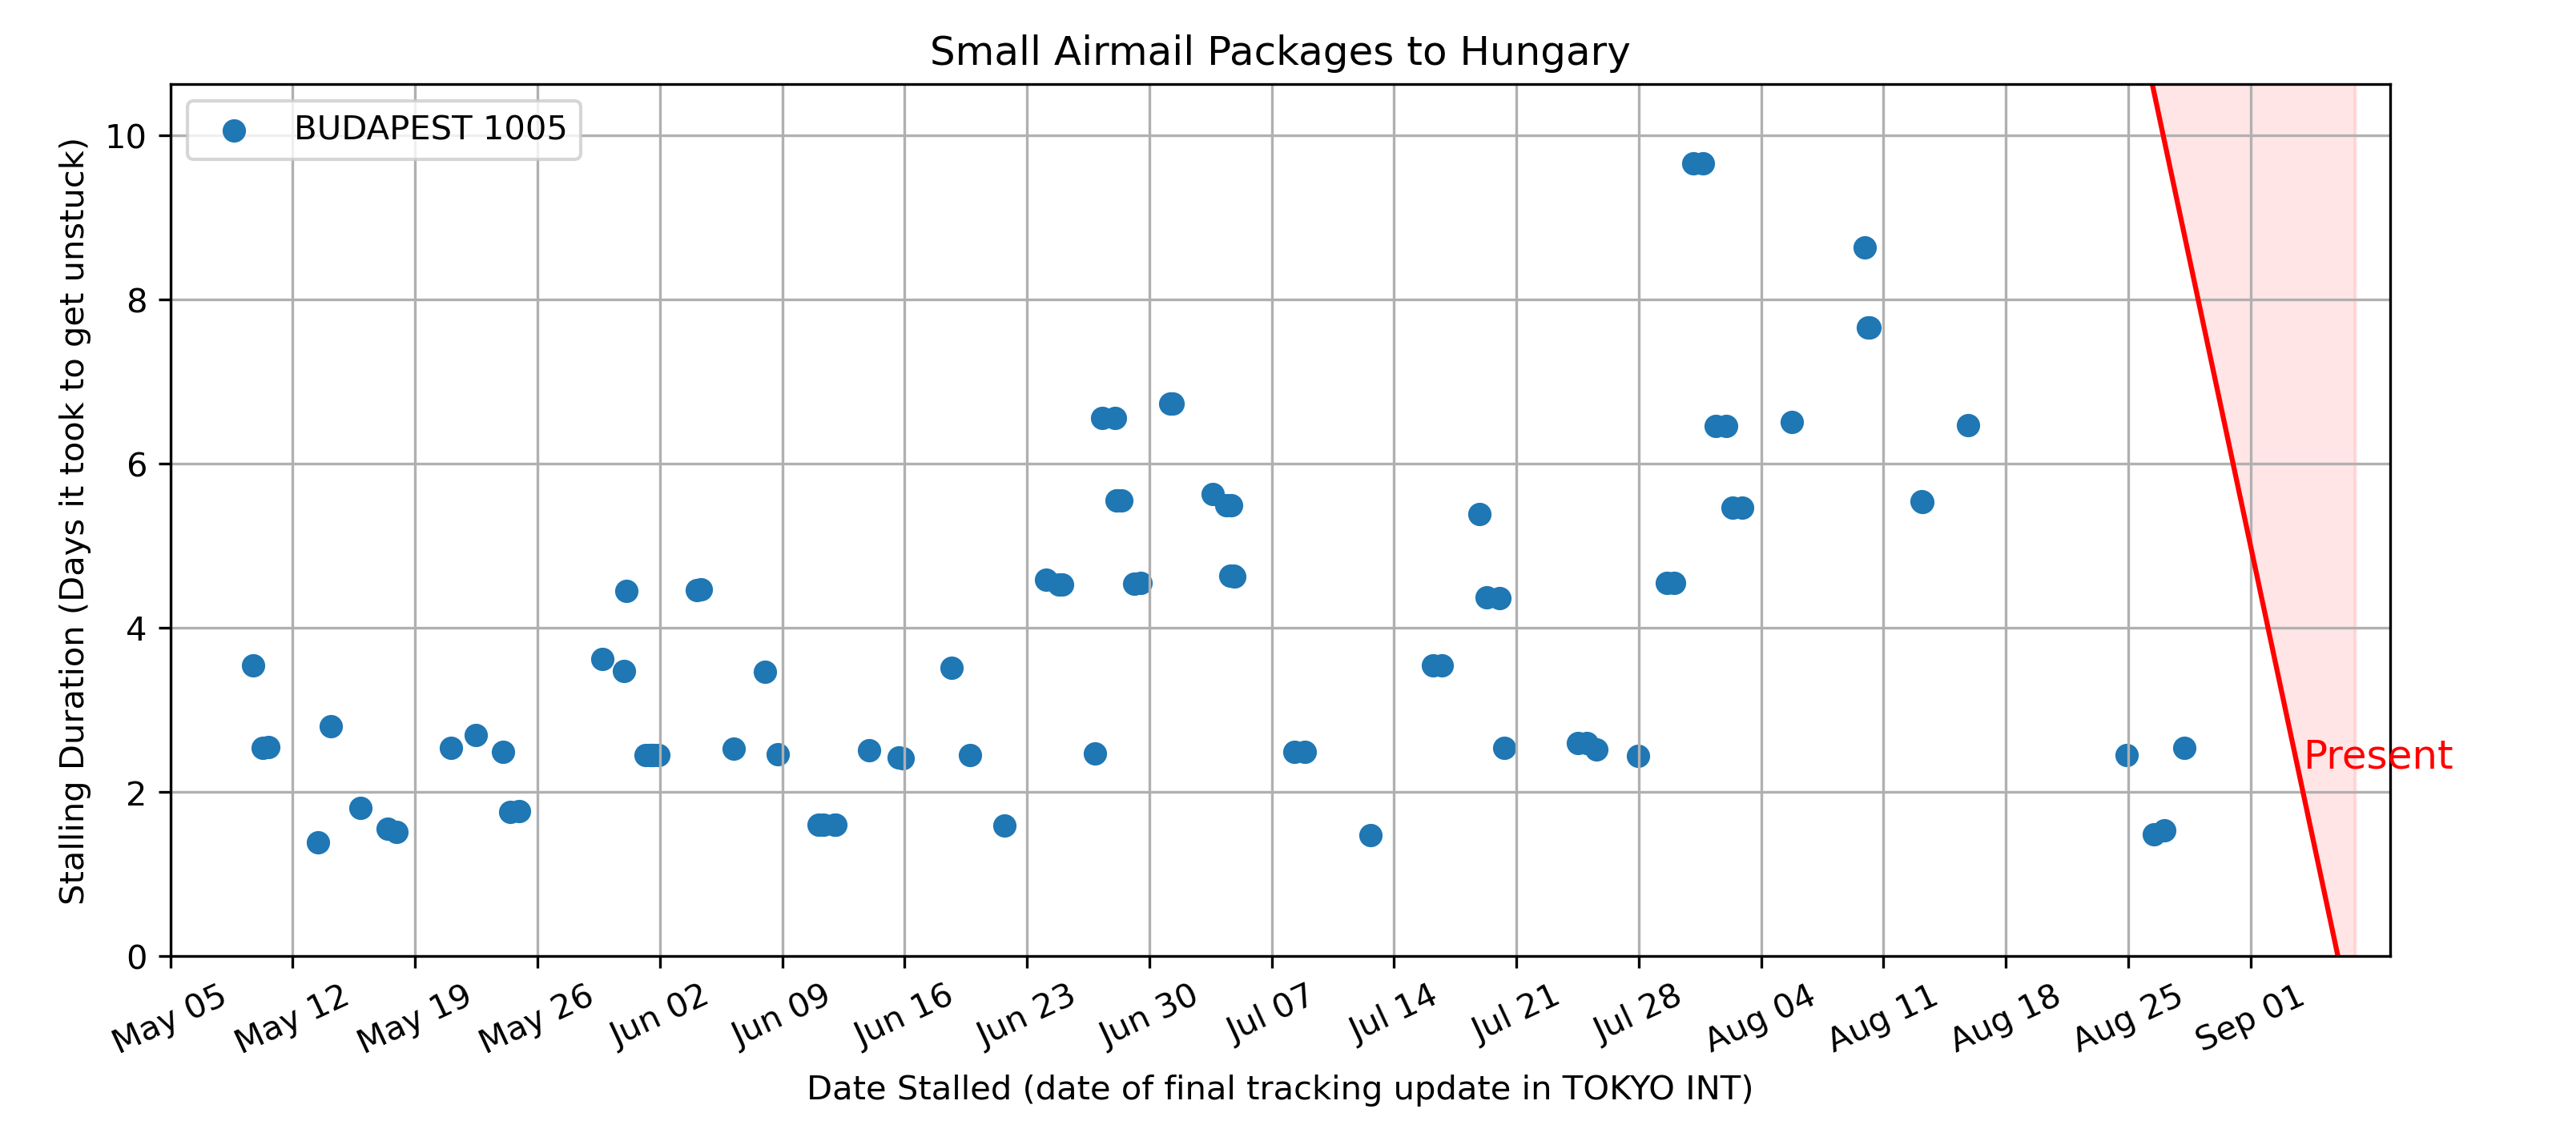 Small Airmail Packages to Hungary
BUDAPEST 1005
Stalling Duration (Days it took to get unstuck)
10
8
6
4
2
0
Present
May 05
May 12
May 19
May 26
Jun 02
Jun 09
Jun 16
Jun 23
Jun 30
Jul 07
Jul 14
Jul 21
Jul 28
Aug 04
Aug 11
Aug 18
Aug 25
Sep 01
Date Stalled (date of final tracking update in TOKYO INT)